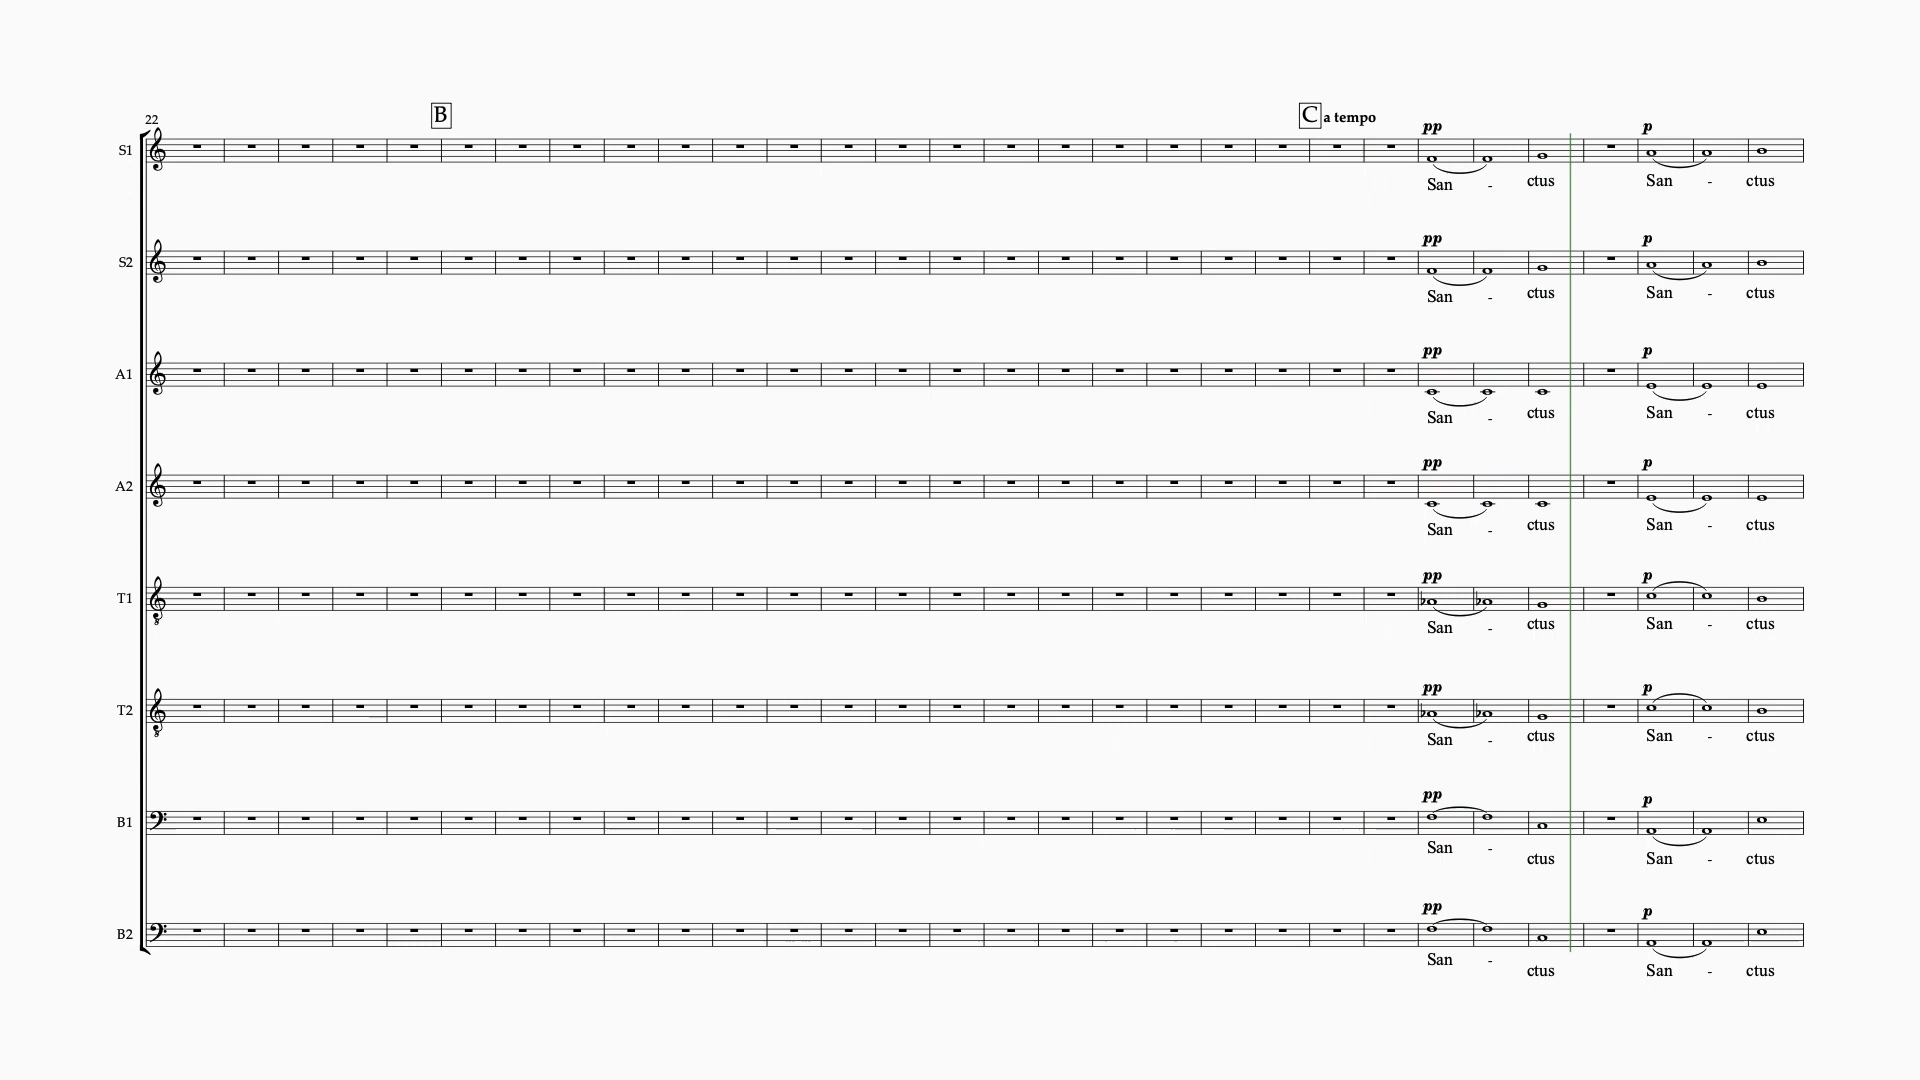 B
C a tempo
22
pp p
S1
San - ctus San - ctus
pp p
S2
San - ctus San - ctus
pp p
A1
San - ctus San - ctus
pp p
A2
San - ctus San - ctus
pp p
T1
San - ctus San - ctus
pp p
T2
San - ctus San - ctus
pp p
B1
San - ctus San - ctus
pp p
B2
San - ctus San - ctus